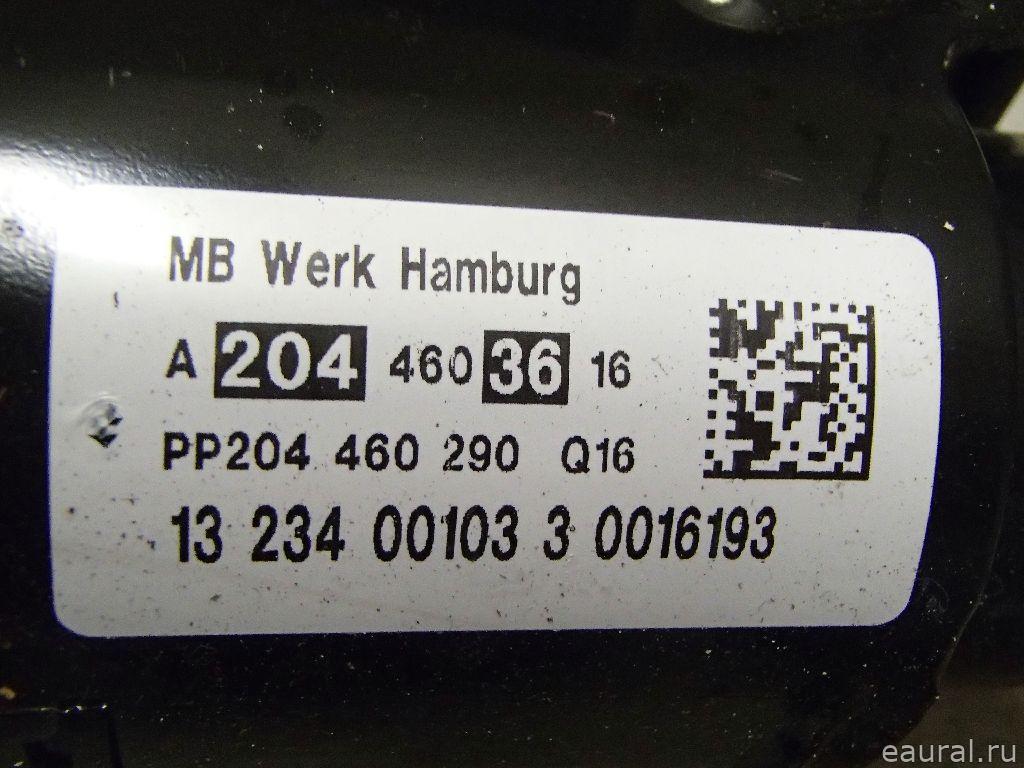 MB Werk Hamburg
A 204 460 36 16
PP204 460 290 Q16
13 234 00103 3 0016193
eaural.ru